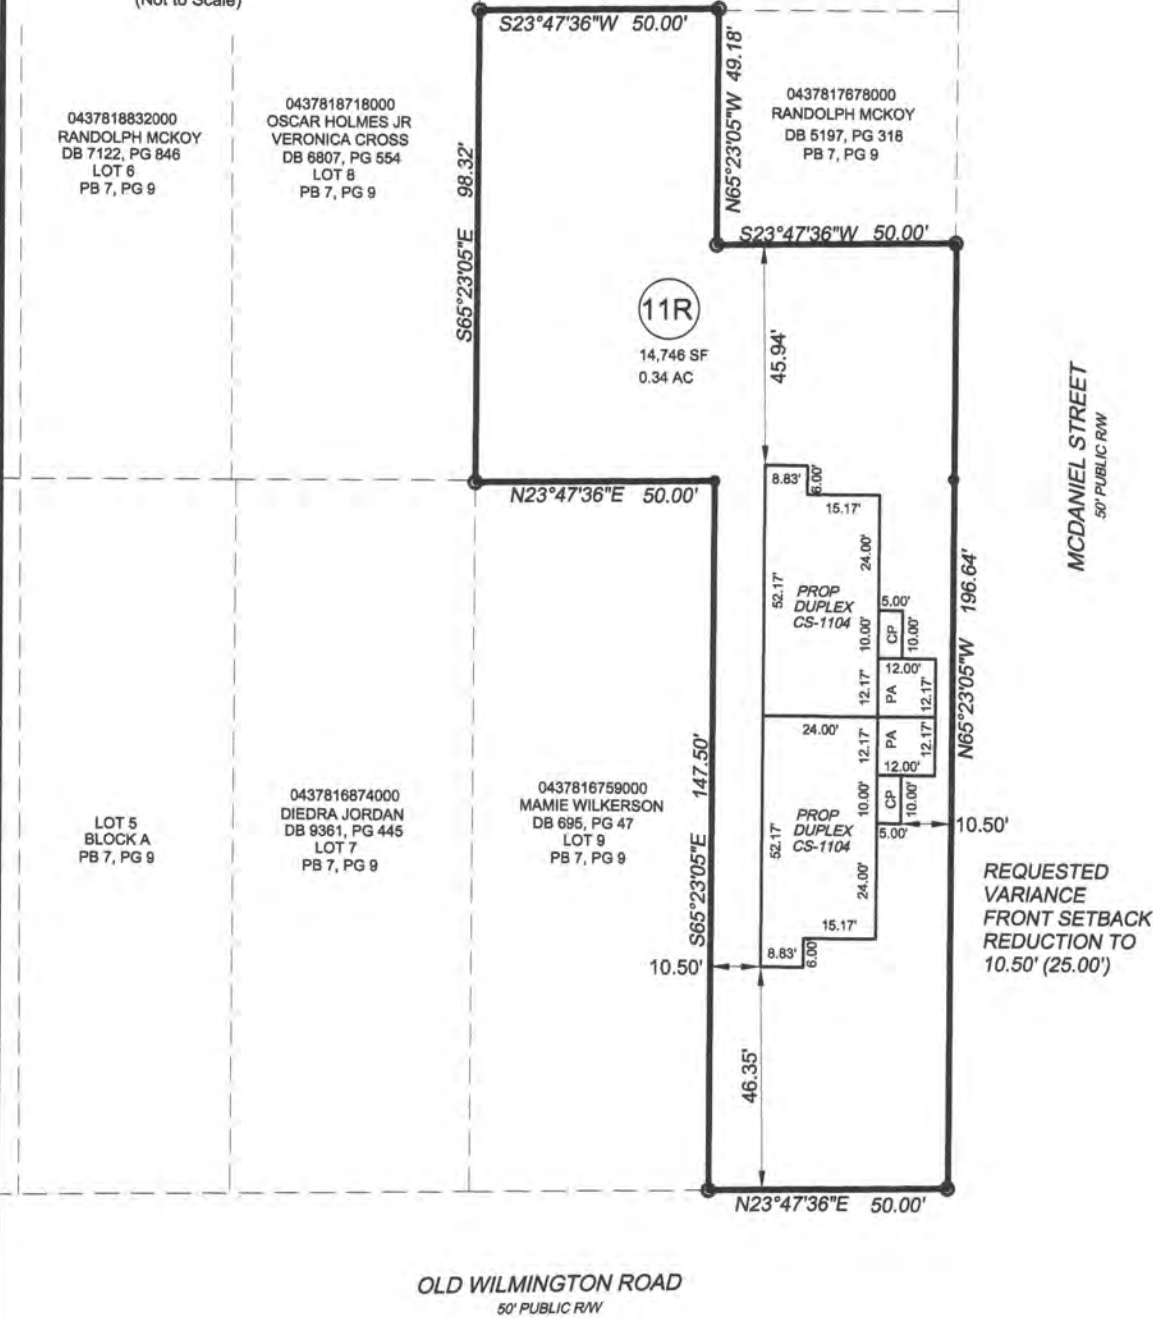 (Not to Scale)
S23°47'36"W 50.00'
N65°23'05"W 49.18'
0437817678000
RANDOLPH MCKOY
DB 5197, PG 318
PB 7, PG 9
0437818832000
RANDOLPH MCKOY
DB 7122, PG 846
LOT 6
PB 7, PG 9
0437818718000
OSCAR HOLMES JR
VERONICA CROSS
DB 6807, PG 554
LOT 8
PB 7, PG 9
S65°23'05"E 98.32'
S23°47'36"W 50.00'
11R
14,746 SF
0.34 AC
45.94'
MCDANIEL STREET
50' PUBLIC R/W
N23°47'36"E 50.00'
8.83'
6.00'
15.17'
24.00'
52.17'
PROP
DUPLEX
CS-1104
5.00'
10.00'
CP
10.00'
12.00'
12.17'
PA
12.17'
N65°23'05"W 196.64'
24.00'
12.17'
PA
12.17'
12.00'
10.00'
CP
10.00'
5.00'
10.50'
52.17'
PROP
DUPLEX
CS-1104
24.00'
15.17'
8.83'
6.00'
S65°23'05"E 147.50'
10.50'
46.35'
LOT 5
BLOCK A
PB 7, PG 9
0437816874000
DIEDRA JORDAN
DB 9361, PG 445
LOT 7
PB 7, PG 9
0437816759000
MAMIE WILKERSON
DB 695, PG 47
LOT 9
PB 7, PG 9
REQUESTED
VARIANCE
FRONT SETBACK
REDUCTION TO
10.50' (25.00')
N23°47'36"E 50.00'
OLD WILMINGTON ROAD
50' PUBLIC R/W